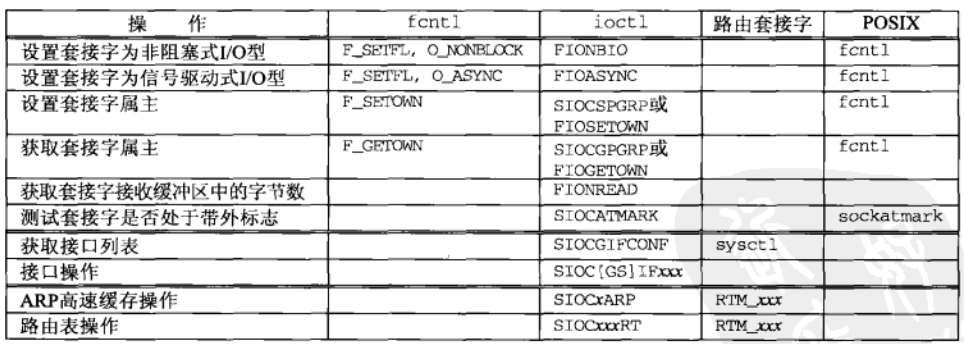 操 作 fcntl ioctl 路由套接字 POSIX
设置套接字为非阻塞式I/O型 F_SETFL, O_NONBLOCK FIONBIO fcntl
设置套接字为信号驱动式I/O型 F_SETFL, O_ASYNC FIOASYNC fcntl
设置套接字属主 F_SETOWN SIOCSPGRP或 fcntl
FIOSETOWN
获取套接字属主 F_GETOWN SIOCGPGRP或 fcntl
FIOGETOWN
获取套接字接收缓冲区中的字节数 FIONREAD
测试套接字是否处于带外标志 SIOCATMARK sockatmark
获取接口列表 SIOCGIFCONF sysctl
接口操作 SIOC[GS]IFxxx
ARP高速缓存操作 SIOCxARP RTM_xxx
路由表操作 SIOCxxxRT RTM_xxx